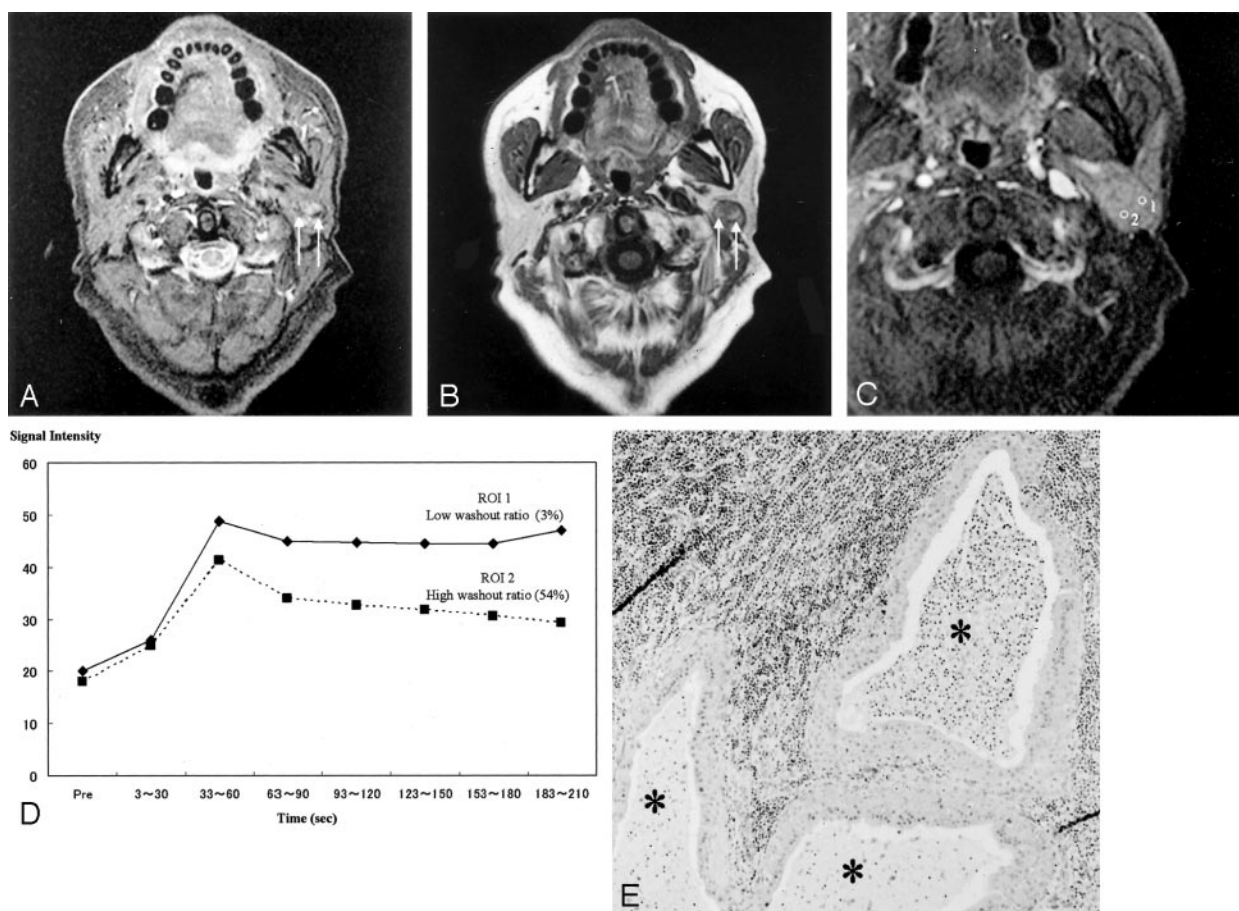 A
B
C
1
2
Signal Intensity
60
50
40
30
20
10
0
ROI 1
Low washout ratio (3%)
ROI 2
High washout ratio (54%)
Pre
3~30
33~60
63~90
93~120
123~150
153~180
183~210
Time (sec)
D
*
*
*
E